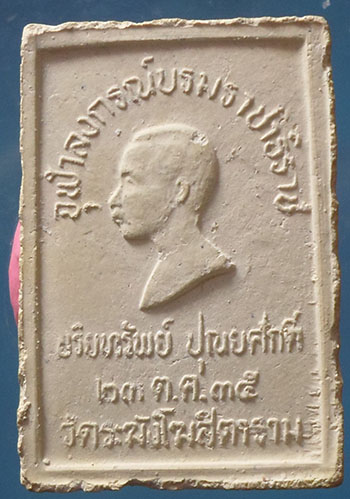 จุฬาลงกรณ์บรมราชาธิราช
เจริญทรัพย์ ปุณยศักดิ์
๒๓ ต.ค.๓๕
วัดระฆังโฆสิตาราม